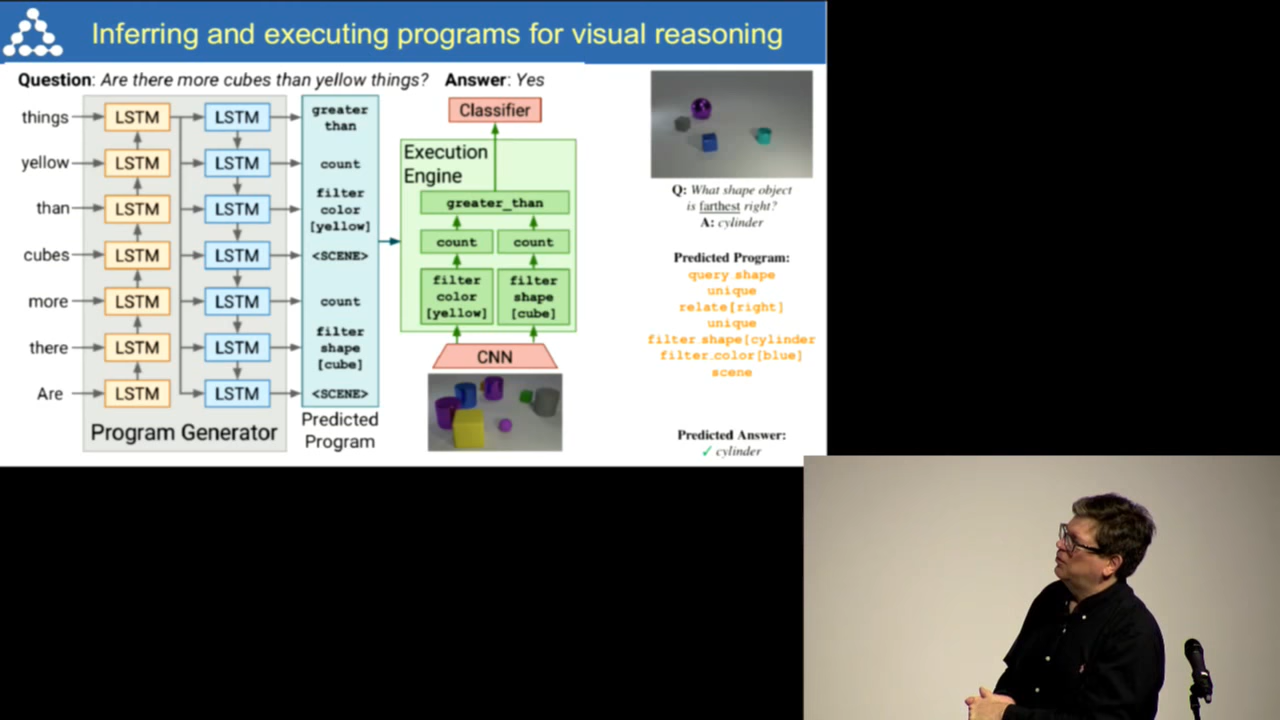 Inferring and executing programs for visual reasoning
Question: Are there more cubes than yellow things? Answer: Yes
things
yellow
than
cubes
more
there
Are
LSTM
LSTM
LSTM
LSTM
LSTM
LSTM
LSTM
LSTM
LSTM
LSTM
LSTM
LSTM
LSTM
LSTM
Program Generator
greater
than
count
filter
color
[yellow]
<SCENE>
count
filter
shape
[cube]
<SCENE>
Predicted
Program
Classifier
Execution
Engine
greater_than
count
count
filter
color
[yellow]
filter
shape
[cube]
CNN
Q: What shape object
is farthest right?
A: cylinder
Predicted Program:
query_shape
unique
relate[right]
unique
filter_shape[cylinder
filter_color[blue]
scene
Predicted Answer:
✓ cylinder